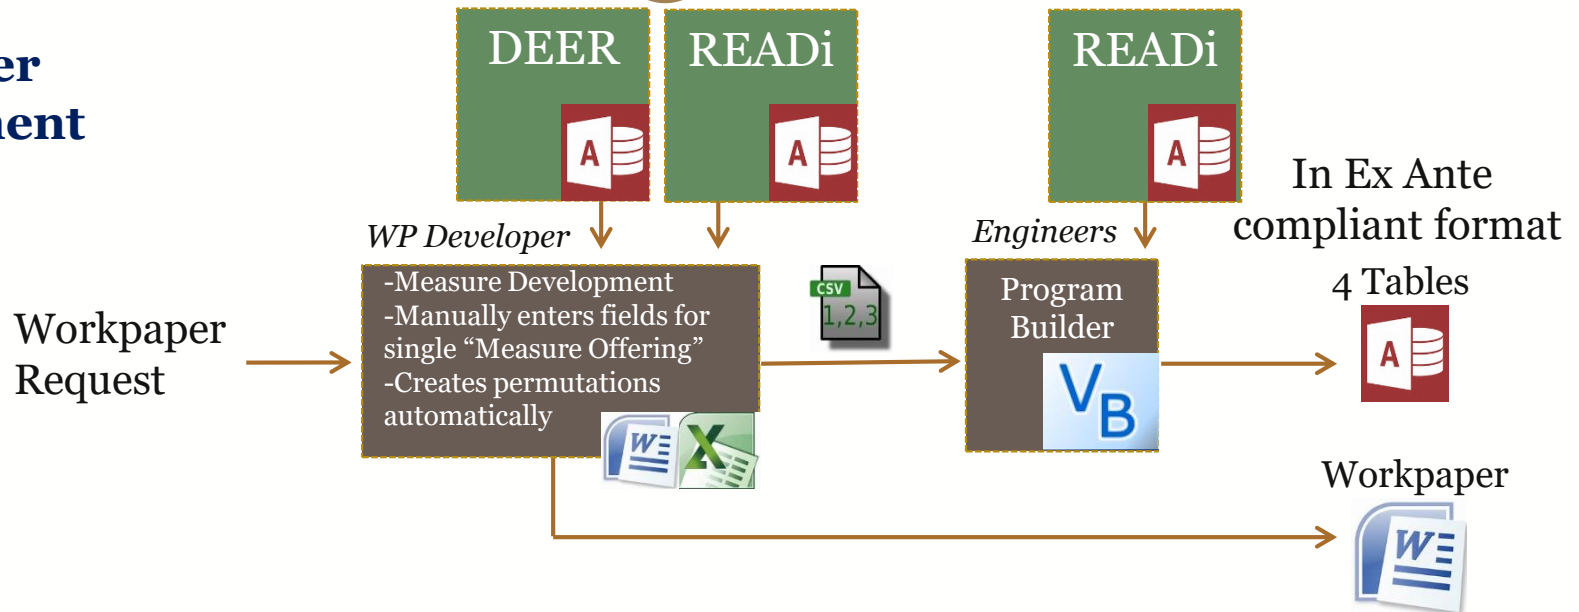 er
nent
DEER
READi
READi
A
A
A
WP Developer
Engineers
In Ex Ante
compliant format
4 Tables
A
Workpaper
Request
-Measure Development
-Manually enters fields for
single “Measure Offering”
-Creates permutations
automatically
W
X
CSV
1,2,3
Program
Builder
VB
Workpaper
W